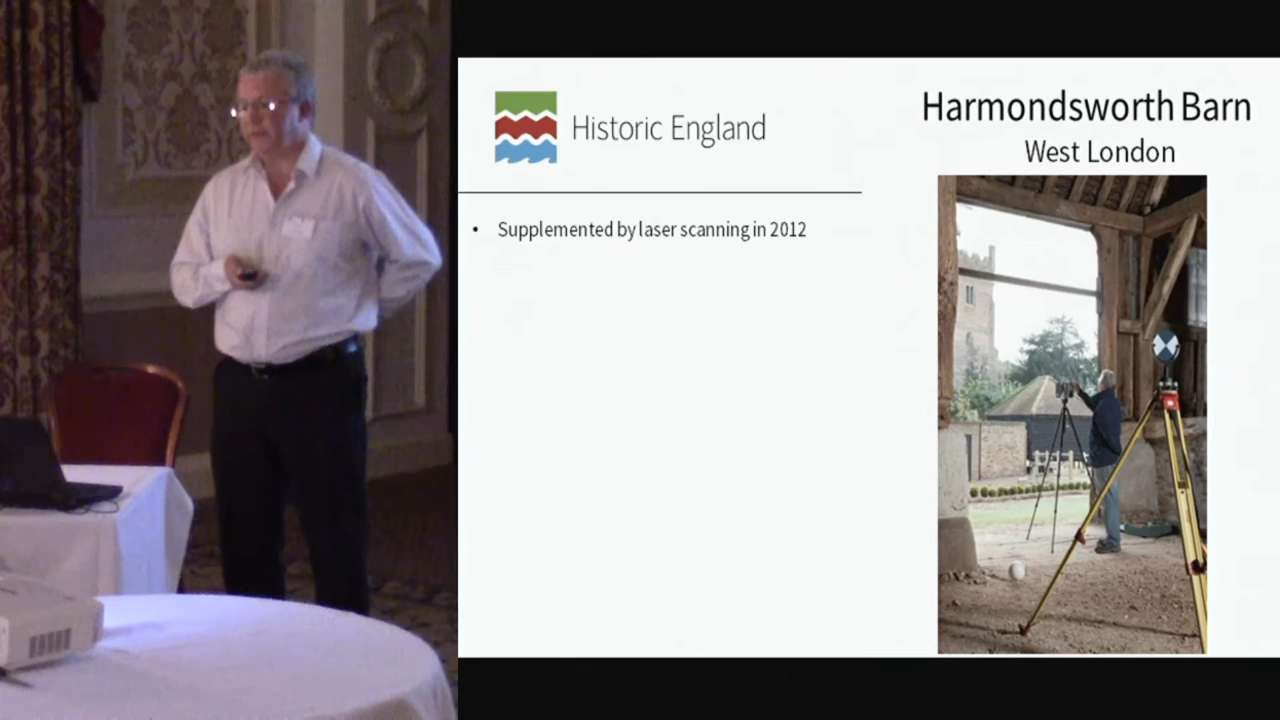 Historic England
Harmondsworth Barn
West London
• Supplemented by laser scanning in 2012